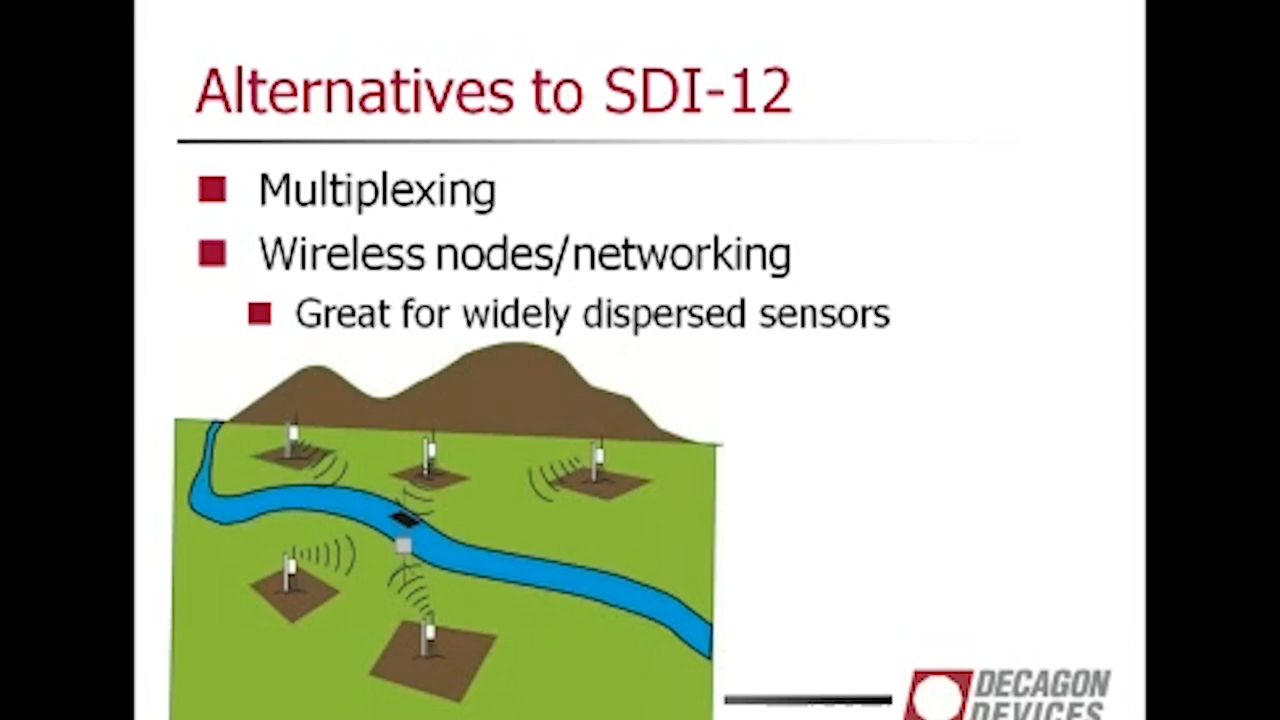 Alternatives to SDI-12
Multiplexing
Wireless nodes/networking
Great for widely dispersed sensors
DECAGON
DEVICES